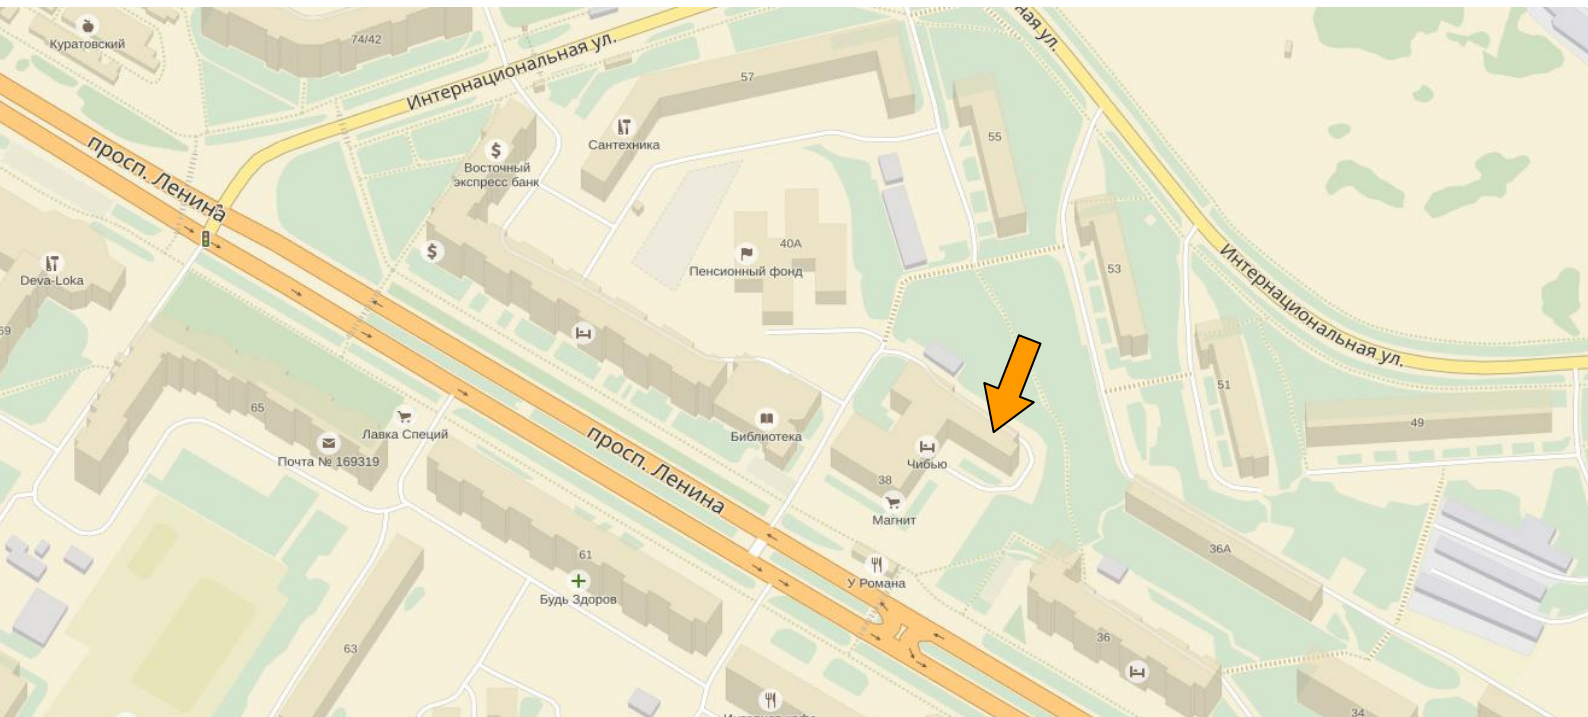 Куратовский
74/42
Интернациональная ул.
ная ул.
57
просп. Ленина
Сантехника
55
Восточный
экспресс банк
40А
Пенсионный фонд
53
Интернациональная ул.
Deva-Loka
69
51
65
Лавка Специй
Почта № 169319
Библиотека
просп. Ленина
Чибью
38
Магнит
49
61
Будь Здоров
У Романа
36А
63
36
34